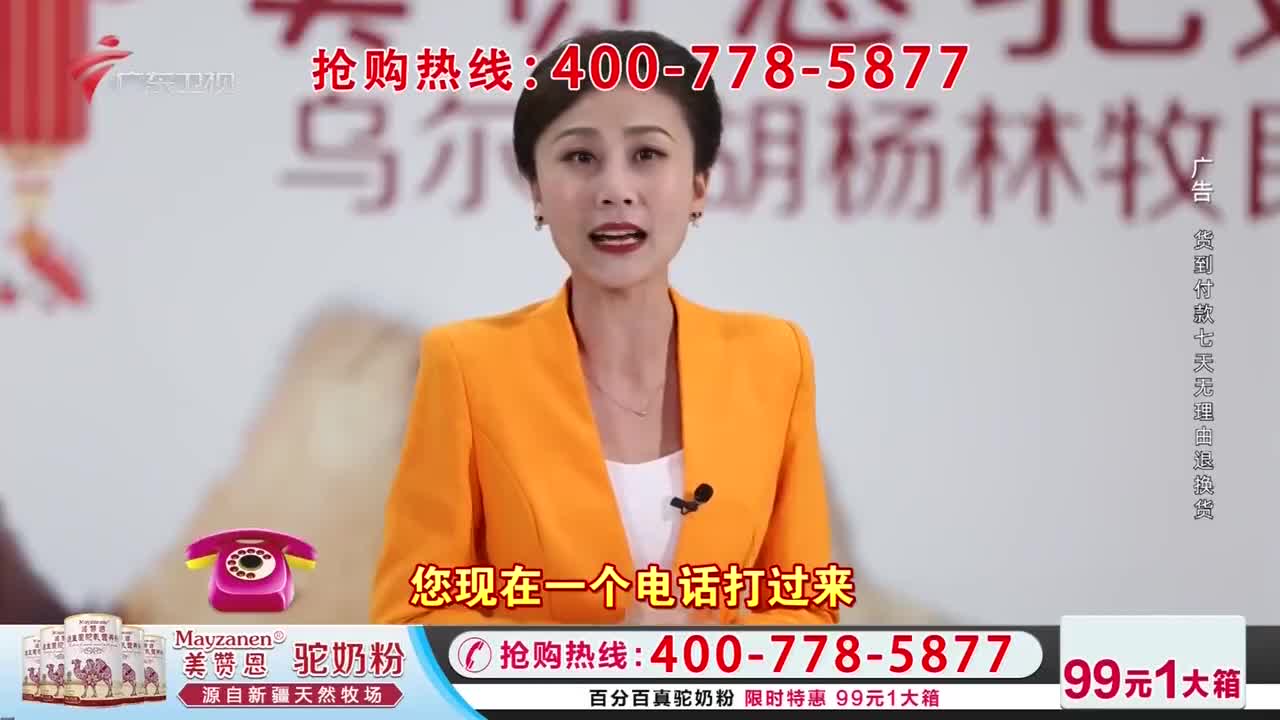 广东卫视
抢购热线:400-778-5877
乌尔 胡杨林牧
广告 货到付款七天无理由退换货
您现在一个电话打过来
Mayzanen®
美赞恩
驼奶粉
源自新疆天然牧场
抢购热线:400-778-5877
百分百真驼奶粉 限时特惠 99元1大箱
99元1大箱